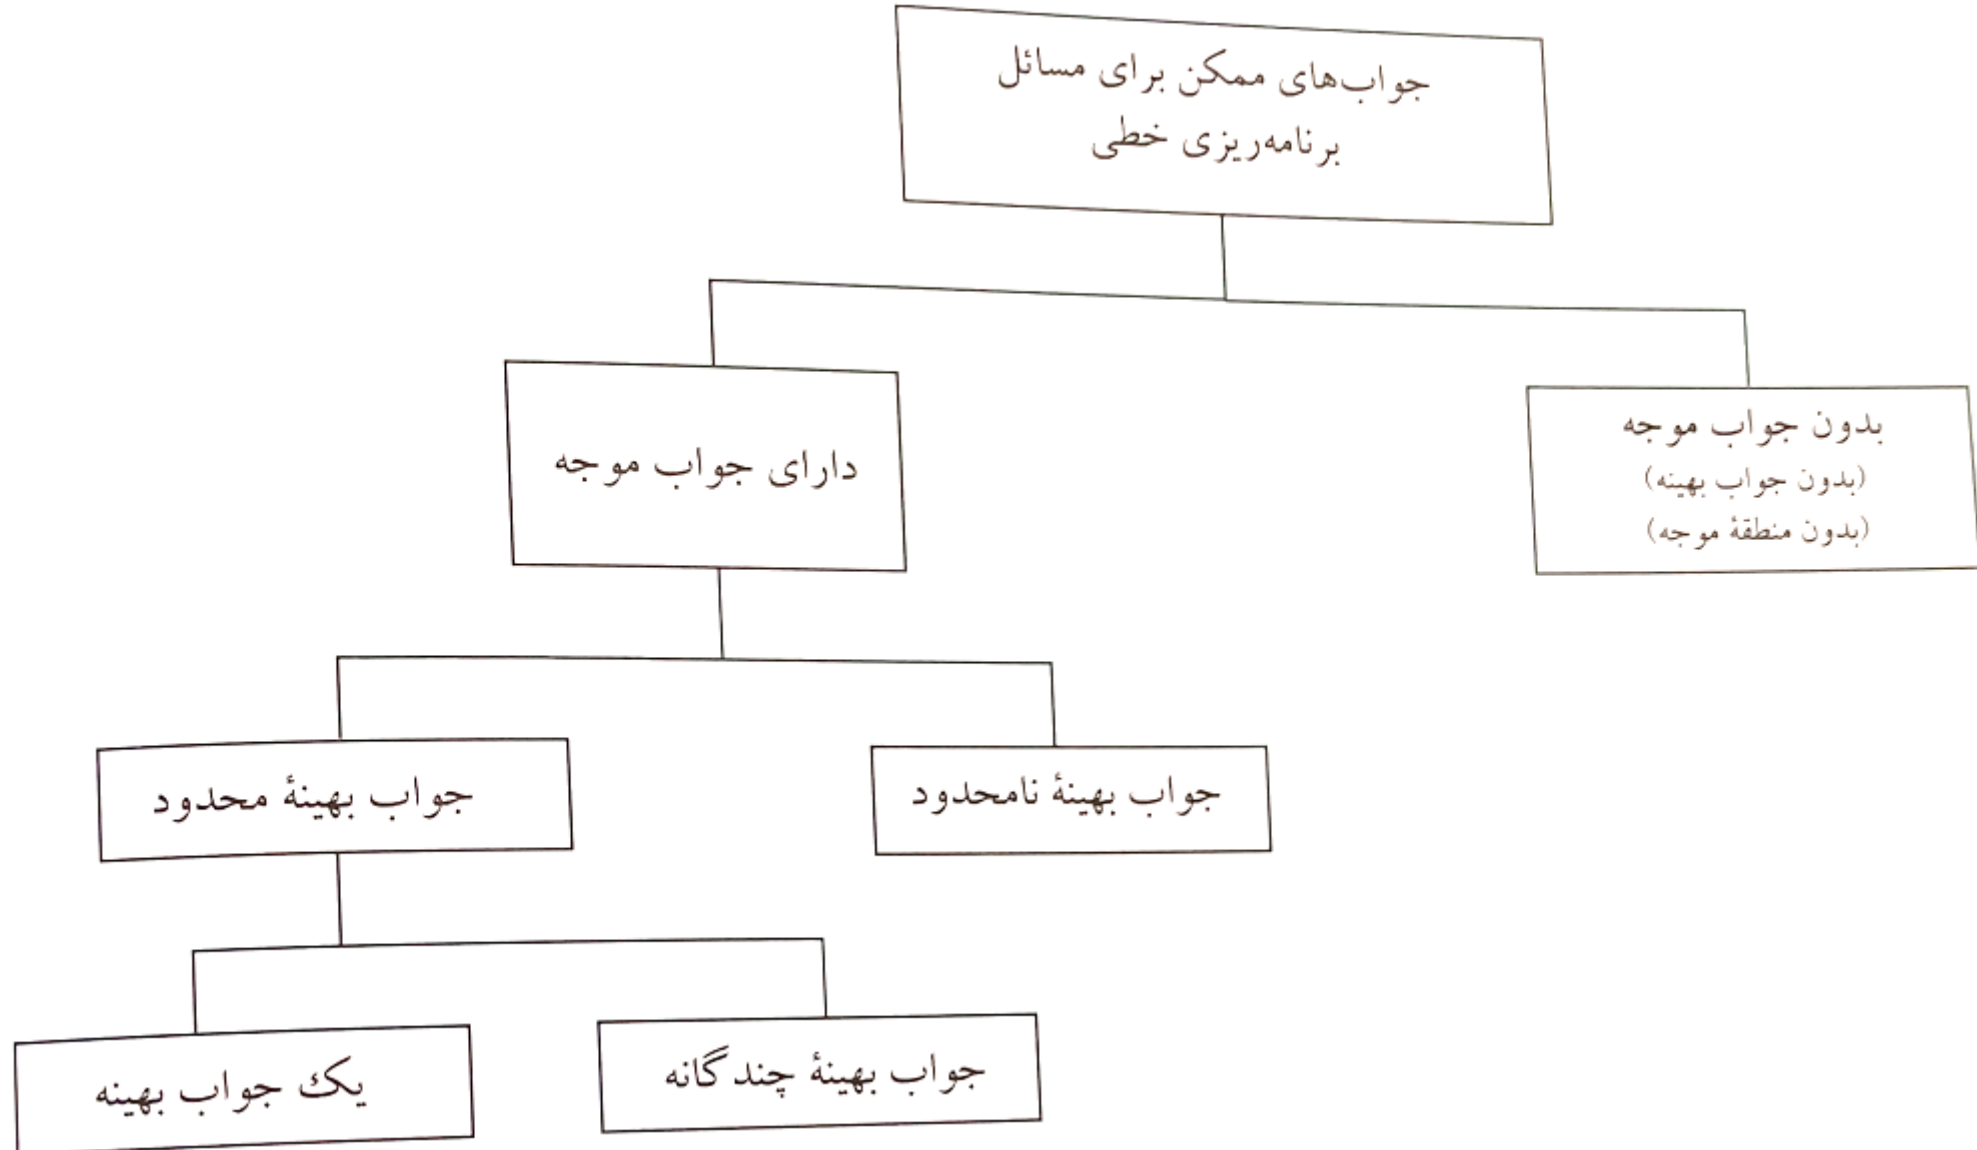 جواب‌های ممکن برای مسائل
برنامه‌ریزی خطی
بدون جواب موجه
(بدون جواب بهینه)
(بدون منطقهٔ موجه)
دارای جواب موجه
جواب بهینهٔ نامحدود
جواب بهینهٔ محدود
جواب بهینهٔ چندگانه
یک جواب بهینه